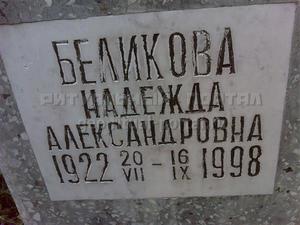 БЕЛИКОВА
НАДЕЖДА
АЛЕКСАНДРОВНА
1922 20/VII – 16/IX 1998